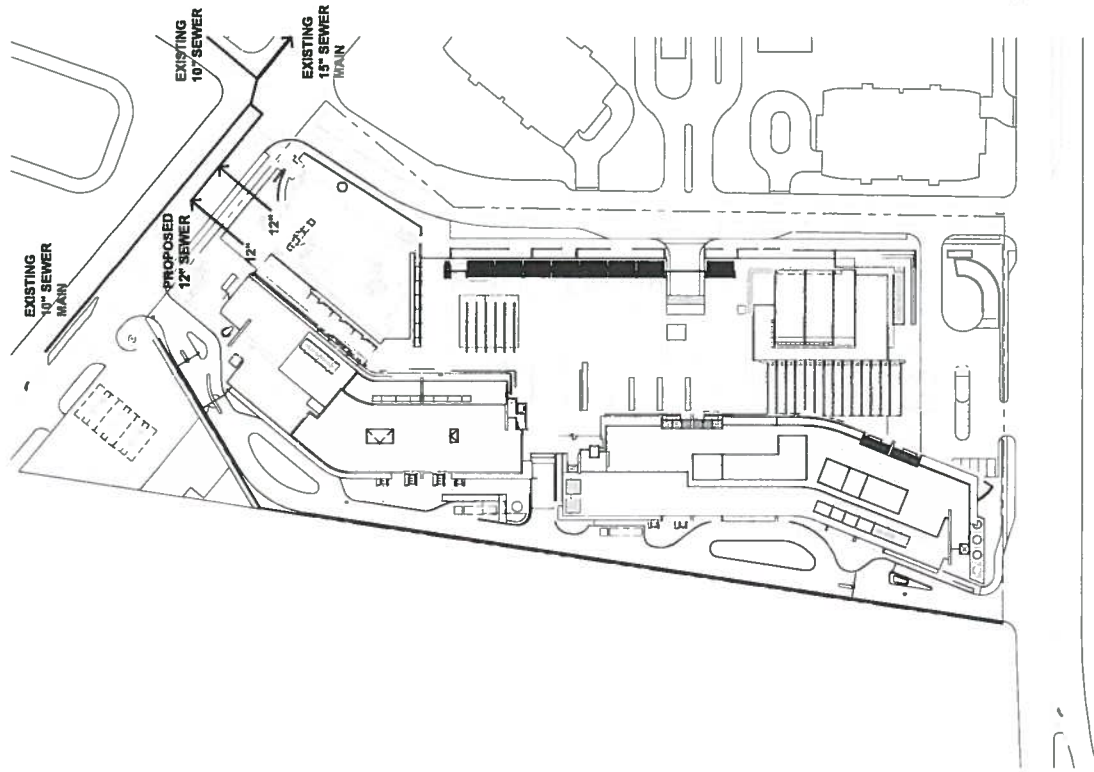 EXISTING
10" SEWER
MAIN
PROPOSED
12" SEWER
EXISTING
10" SEWER
EXISTING
15" SEWER
MAIN
12"
12"